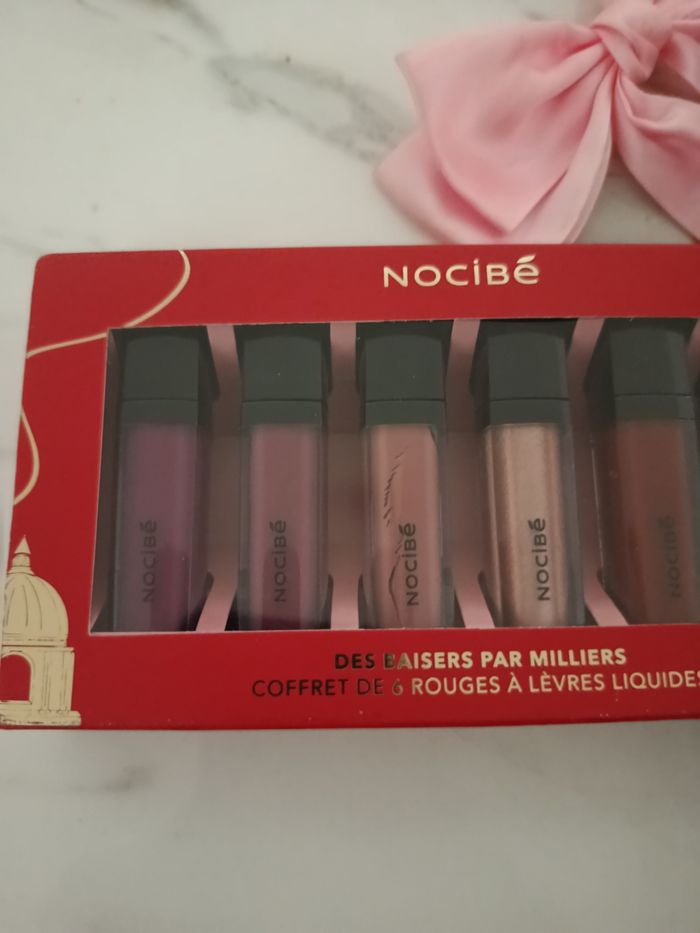 NOCIBÉ
NOCIBÉ
NOCIBÉ
NOCIBÉ
NOCIBÉ
NOCIBÉ
DES BAISERS PAR MILLIERS
COFFRET DE 6 ROUGES À LÈVRES LIQUIDES